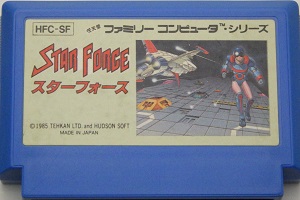 HFC-SF
任天堂 ファミリーコンピュータ・シリーズ
STAR FORCE
スターフォース
©1985 TEHKAN LTD. and HUDSON SOFT
MADE IN JAPAN